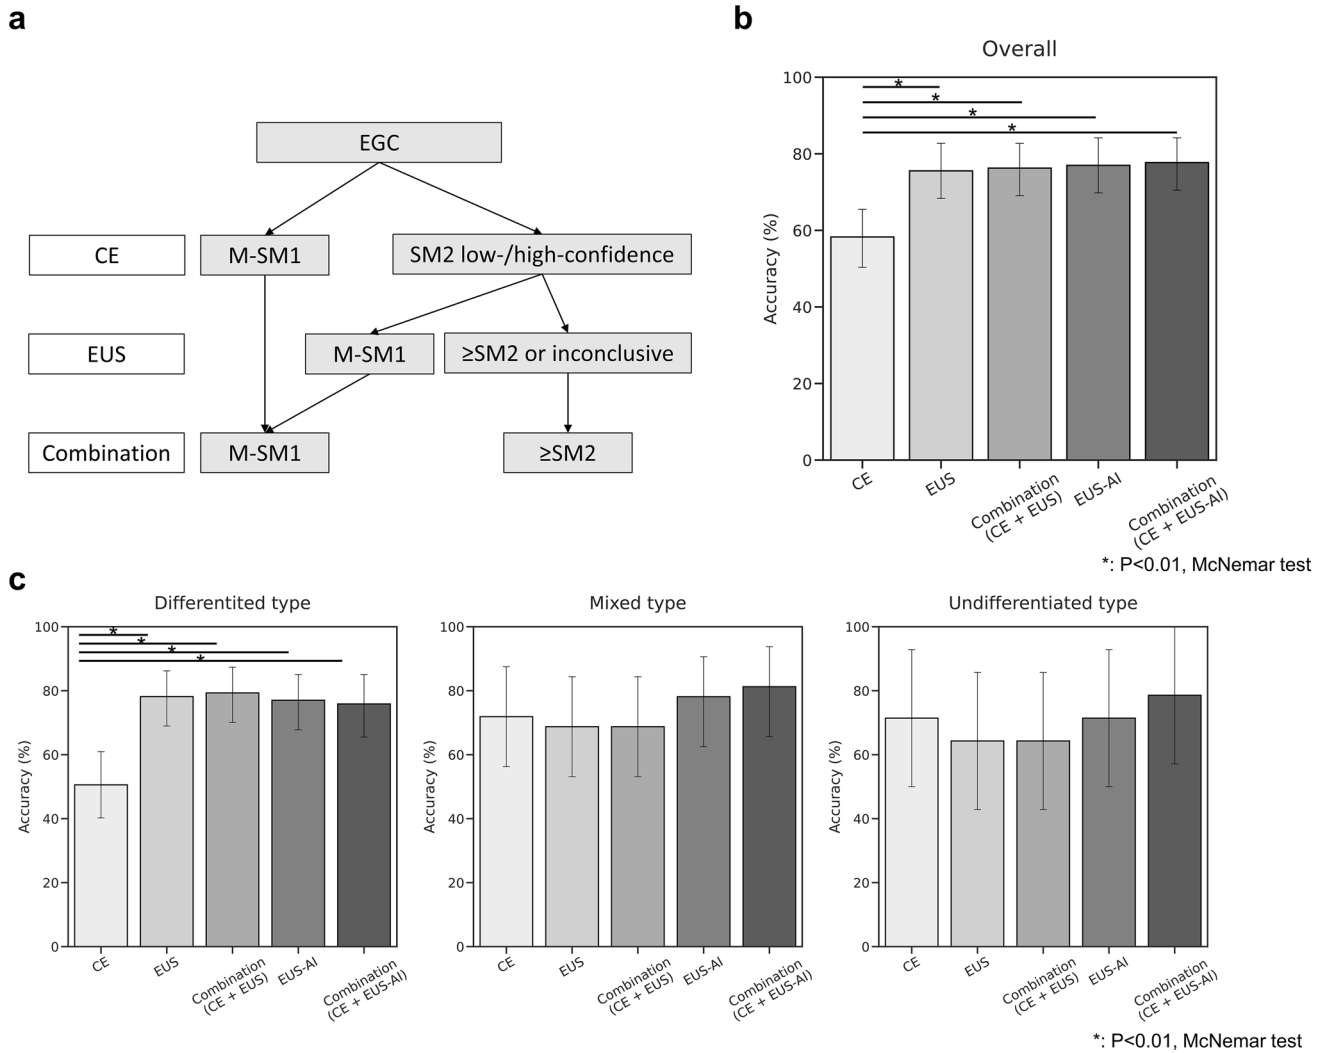 a
EGC
CE
M-SM1
SM2 low-/high-confidence
EUS
M-SM1
≥SM2 or inconclusive
Combination
M-SM1
≥SM2
b
Overall
Accuracy (%)
100
80
60
40
20
0
*
*
*
*
CE
EUS
Combination
(CE + EUS)
EUS-AI
Combination
(CE + EUS-AI)
*: P<0.01, McNemar test
c
Differentited type
Accuracy (%)
100
80
60
40
20
0
*
*
*
*
CE
EUS
Combination
(CE + EUS)
EUS-AI
Combination
(CE + EUS-AI)
Mixed type
Accuracy (%)
100
80
60
40
20
0
CE
EUS
Combination
(CE + EUS)
EUS-AI
Combination
(CE + EUS-AI)
Undifferentiated type
Accuracy (%)
100
80
60
40
20
0
CE
EUS
Combination
(CE + EUS)
EUS-AI
Combination
(CE + EUS-AI)
*: P<0.01, McNemar test